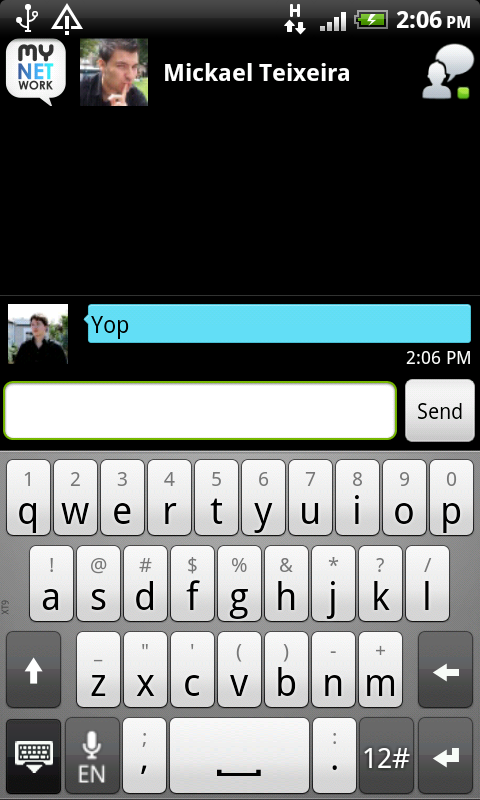 H 2:06 PM
MY
NET
WORK
Mickael Teixeira
Yop
2:06 PM
Send
1 2 3 4 5 6 7 8 9 0
q w e r t y u i o p
! @ # $ % & * ? /
a s d f g h j k l
XT9
_ " ' ( ) - +
z x c v b n m
; :
EN , . 12#